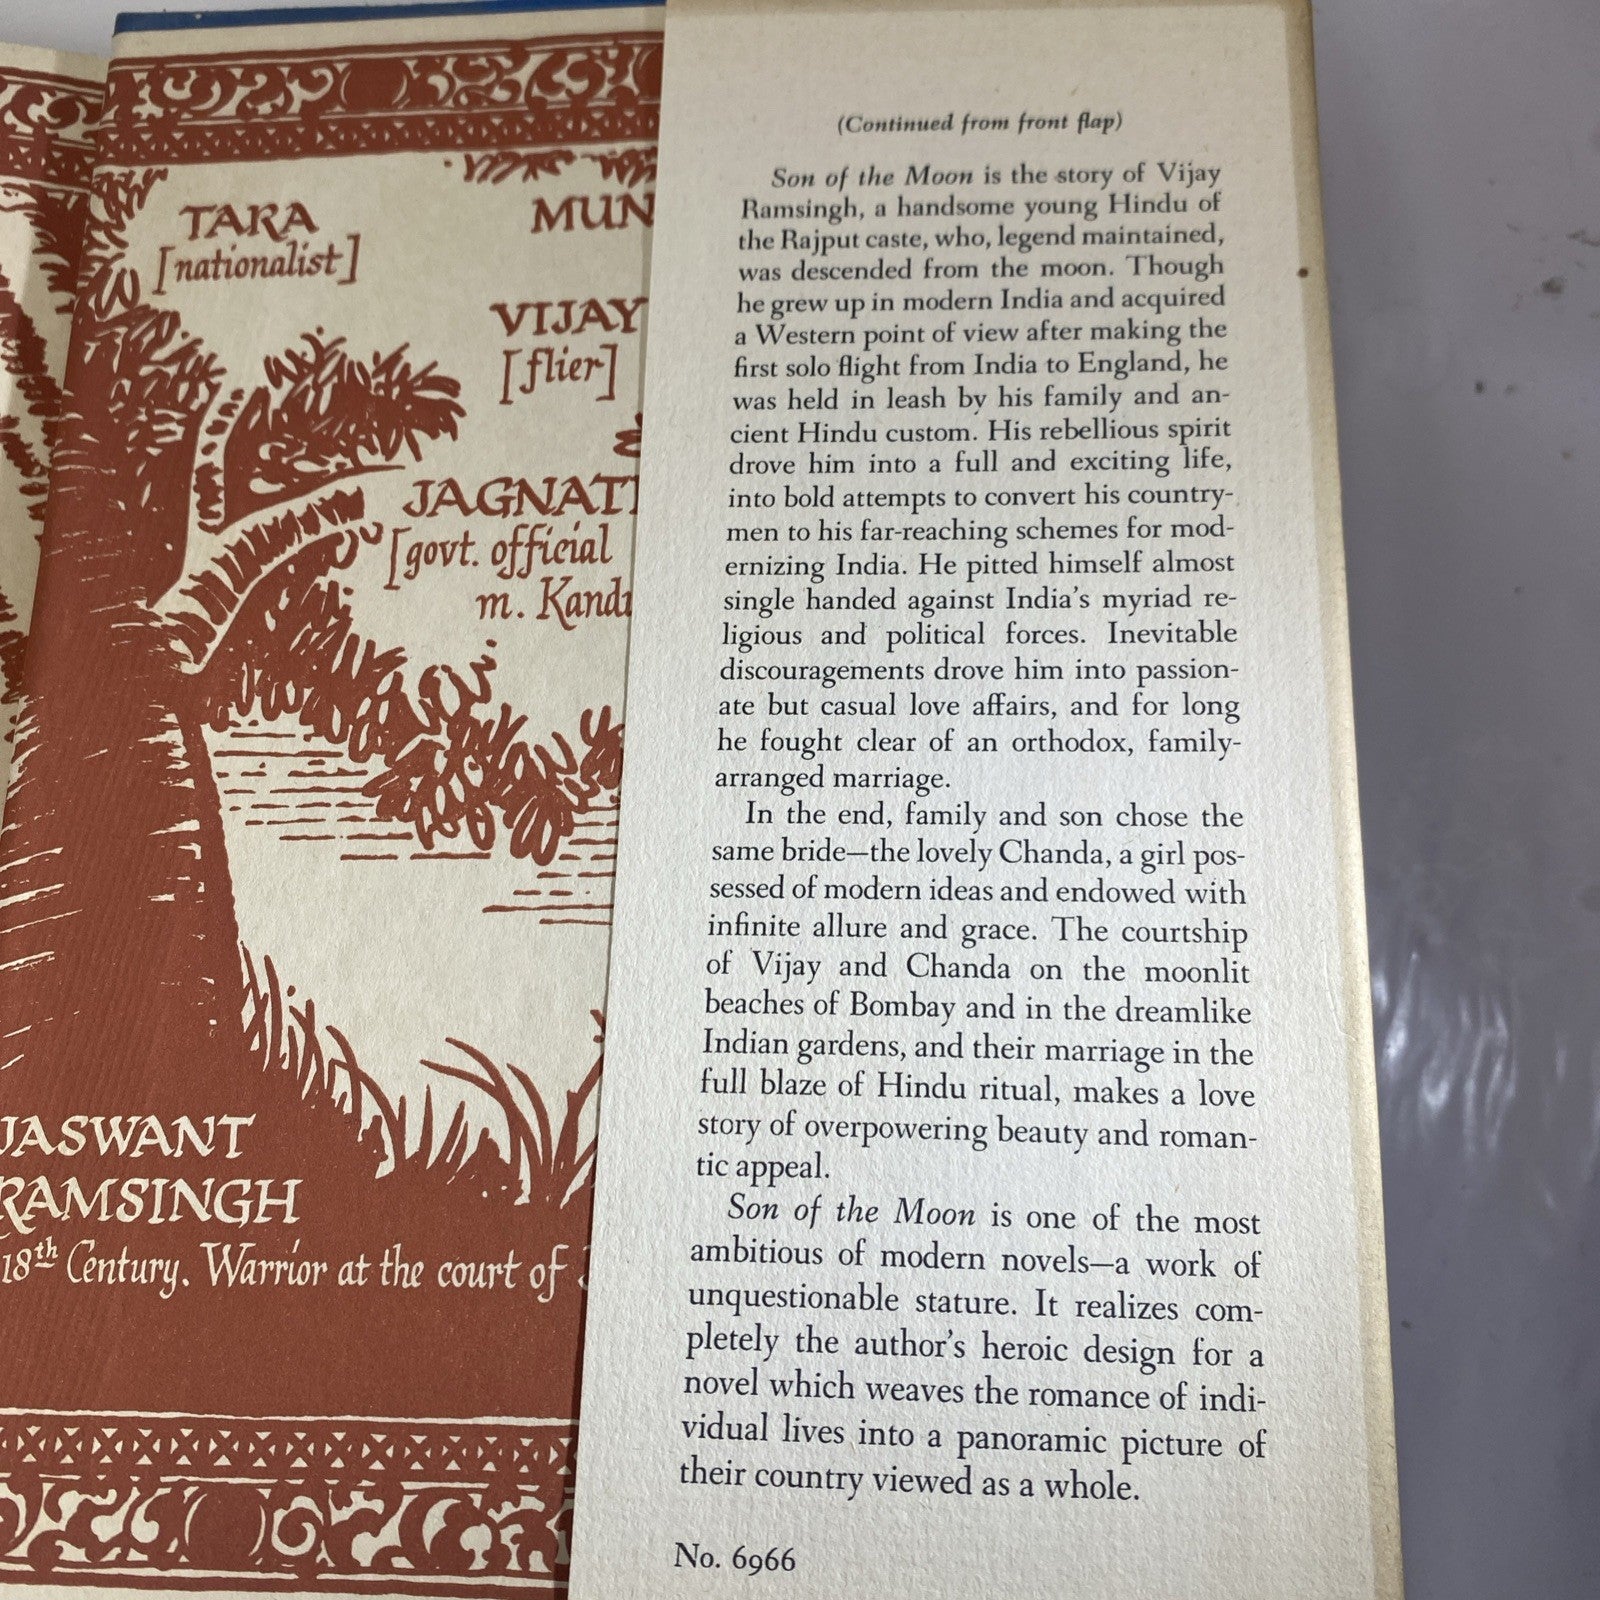 TARA
[nationalist]
VIJAY
[flier]
[govt. official
m.
JASWANT
RAMSINGH
18th Century. Warrior at the court of
(Continued from front flap)
Son of the Moon is the story of Vijay
Ramsingh, a handsome young Hindu of
the Rajput caste, who, legend maintained,
was descended from the moon. Though
he grew up in modern India and acquired
a Western point of view after making the
first solo flight from India to England, he
was held in leash by his family and an-
cient Hindu custom. His rebellious spirit
drove him into a full and exciting life,
into bold attempts to convert his country-
men to his far-reaching schemes for mod-
ernizing India. He pitted himself almost
single handed against India's myriad re-
ligious and political forces. Inevitable
discouragements drove him into passion-
ate but casual love affairs, and for long
he fought clear of an orthodox, family-
arranged marriage.
In the end, family and son chose the
same bride—the lovely Chanda, a girl pos-
sessed of modern ideas and endowed with
infinite allure and grace. The courtship
of Vijay and Chanda on the moonlit
beaches of Bombay and in the dreamlike
Indian gardens, and their marriage in the
full blaze of Hindu ritual, makes a love
story of overpowering beauty and roman-
tic appeal.
Son of the Moon is one of the most
ambitious of modern novels—a work of
unquestionable stature. It realizes com-
pletely the author's heroic design for a
novel which weaves the romance of indi-
vidual lives into a panoramic picture of
their country viewed as a whole.
No. 6966